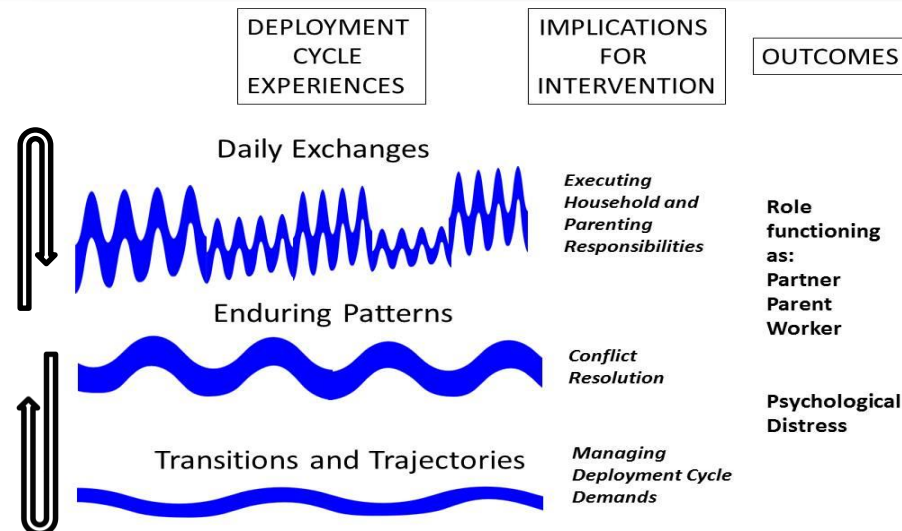 DEPLOYMENT
CYCLE
EXPERIENCES
IMPLICATIONS
FOR
INTERVENTION
OUTCOMES
Daily Exchanges
Executing
Household and
Parenting
Responsibilities
Role
functioning
as:
Partner
Parent
Worker
Enduring Patterns
Conflict
Resolution
Psychological
Distress
Transitions and Trajectories
Managing
Deployment Cycle
Demands